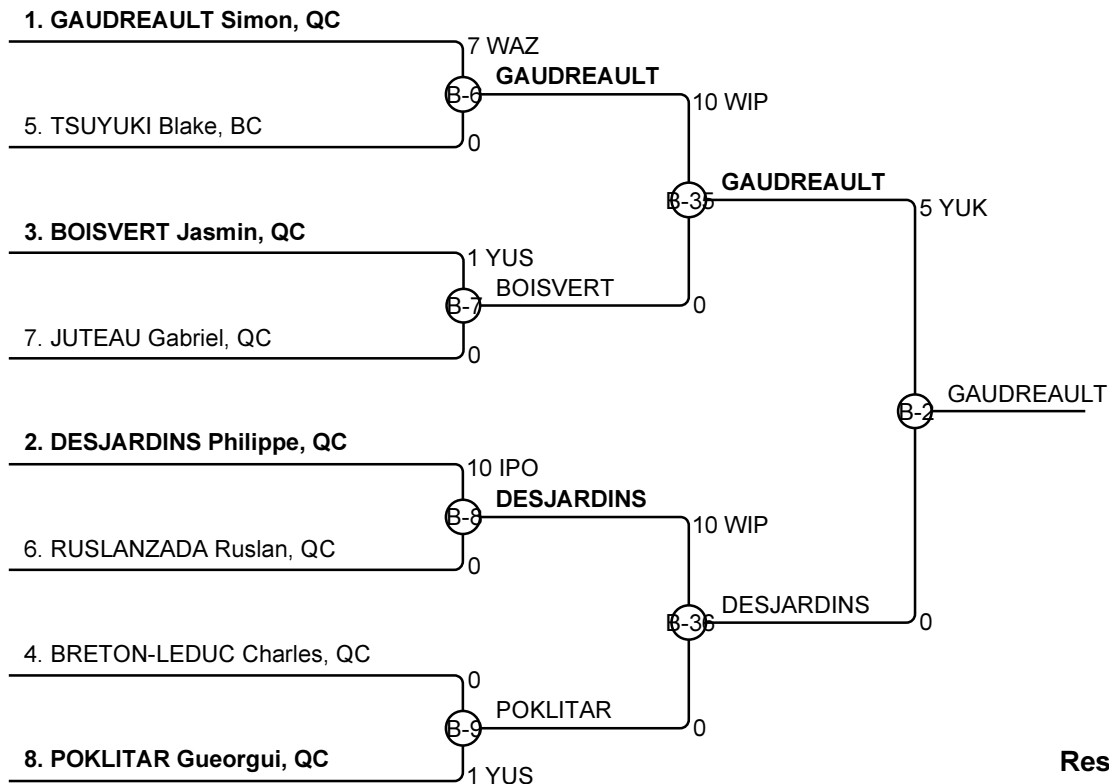 1. GAUDREAULT Simon, QC
7 WAZ
GAUDREAULT
B-6
10 WIP
5. TSUYUKI Blake, BC
0
GAUDREAULT
B-35
5 YUK
3. BOISVERT Jasmin, QC
1 YUS
BOISVERT
B-7
0
7. JUTEAU Gabriel, QC
0
GAUDREAULT
B-2
2. DESJARDINS Philippe, QC
10 IPO
DESJARDINS
B-8
10 WIP
6. RUSLANZADA Ruslan, QC
0
DESJARDINS
B-36
0
4. BRETON-LEDUC Charles, QC
0
POKLITAR
B-9
0
8. POKLITAR Gueorgui, QC
1 YUS
Res